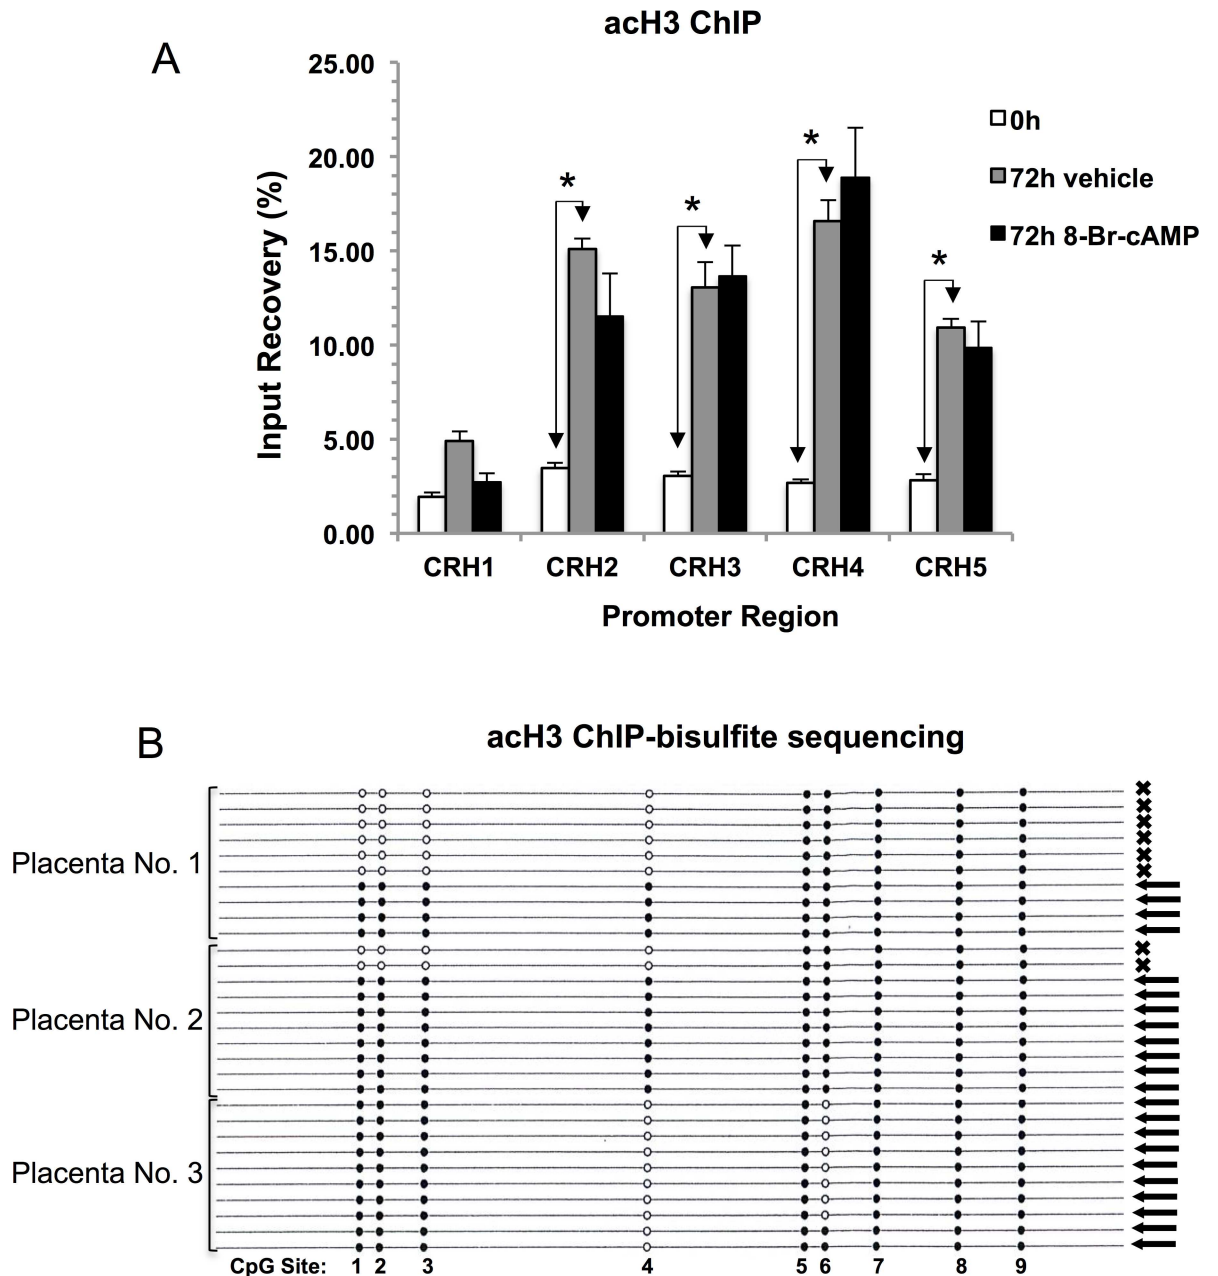 A
acH3 ChIP
25.00
20.00
15.00
10.00
5.00
0.00
Input Recovery (%)
* * * *
0h
72h vehicle
72h 8-Br-cAMP
CRH1 CRH2 CRH3 CRH4 CRH5
Promoter Region
B
acH3 ChIP-bisulfite sequencing
Placenta No. 1
Placenta No. 2
Placenta No. 3
CpG Site: 1 2 3 4 5 6 7 8 9